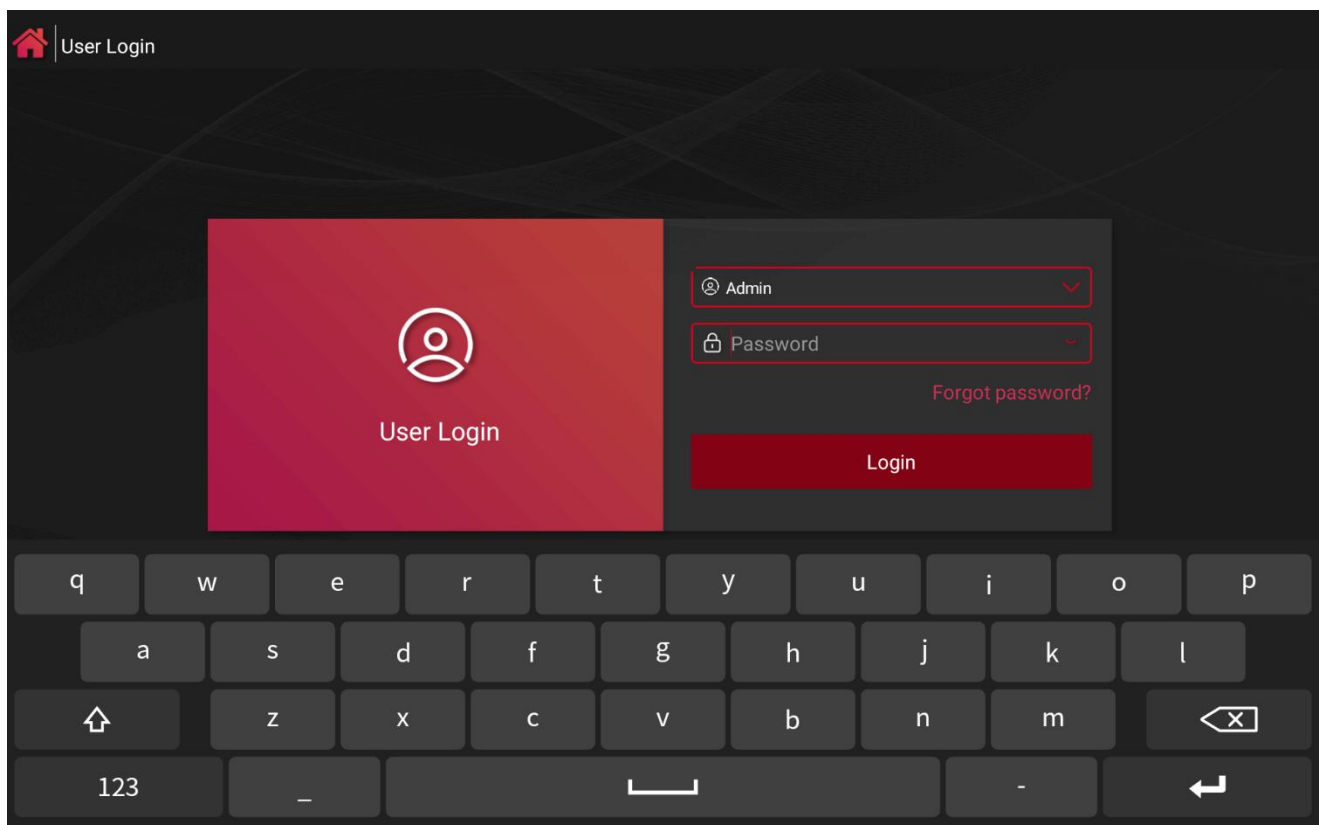 User Login
Admin
Password
Forgot password?
User Login
Login
q w e r t y u i o p
a s d f g h j k l
z x c v b n m
123 _ -